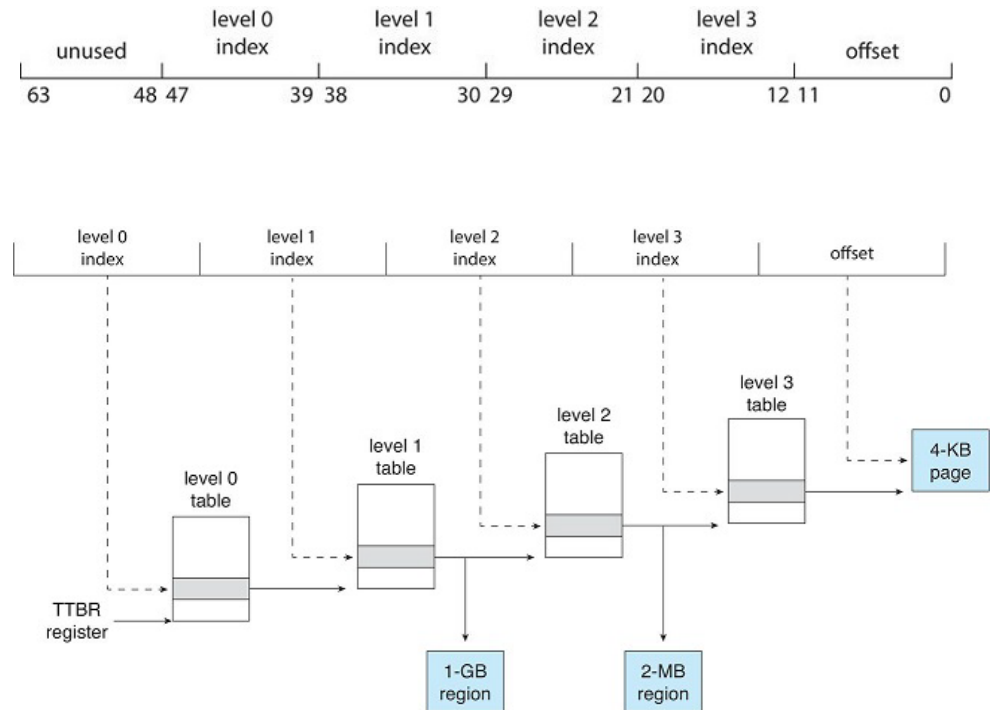 unused
level 0
index
level 1
index
level 2
index
level 3
index
offset
63 48 47 39 38 30 29 21 20 12 11 0
level 0
index
level 1
index
level 2
index
level 3
index
offset
level 3
table
level 2
table
level 1
table
level 0
table
4-KB
page
TTBR
register
1-GB
region
2-MB
region